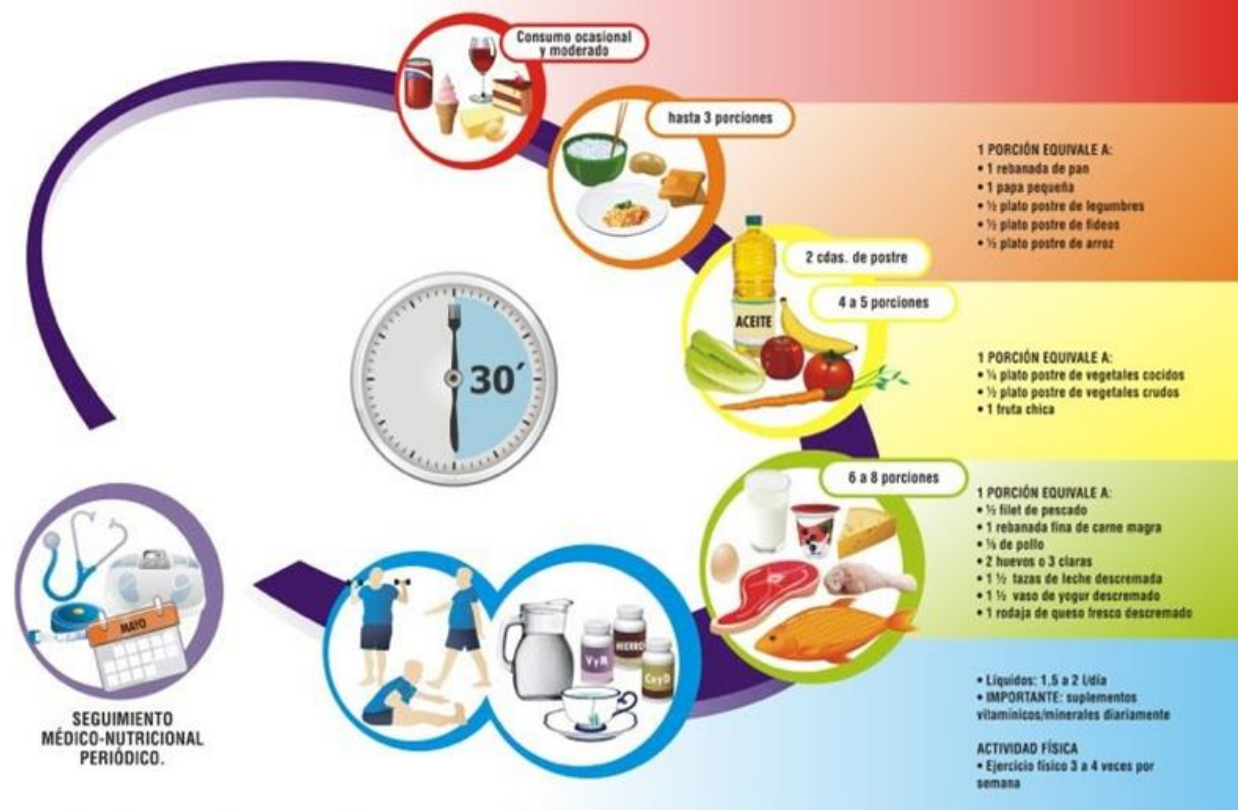 Consumo ocasional
y moderado
hasta 3 porciones
1 PORCIÓN EQUIVALE A:
• 1 rebanada de pan
• 1 papa pequeña
• ½ plato postre de legumbres
• ½ plato postre de fideos
• ½ plato postre de arroz
2 cdas. de postre
4 a 5 porciones
ACEITE
30´
1 PORCIÓN EQUIVALE A:
• ¼ plato postre de vegetales cocidos
• ½ plato postre de vegetales crudos
• 1 fruta chica
6 a 8 porciones
1 PORCIÓN EQUIVALE A:
• ½ filet de pescado
• 1 rebanada fina de carne magra
de pollo
• 2 huevos o 3 claras
• 1 ½ tazas de leche descremada
• 1 ½ vaso de yogur descremado
• 1 rodaja de queso fresco descremado
MAYO
VyM
HIERRO
CayD
SEGUIMIENTO
MÉDICO-NUTRICIONAL
PERIÓDICO.
• Líquidos: 1,5 a 2 l/día
• IMPORTANTE: suplementos
vitamínicos/minerales diariamente
ACTIVIDAD FÍSICA
• Ejercicio físico 3 a 4 veces por
semana